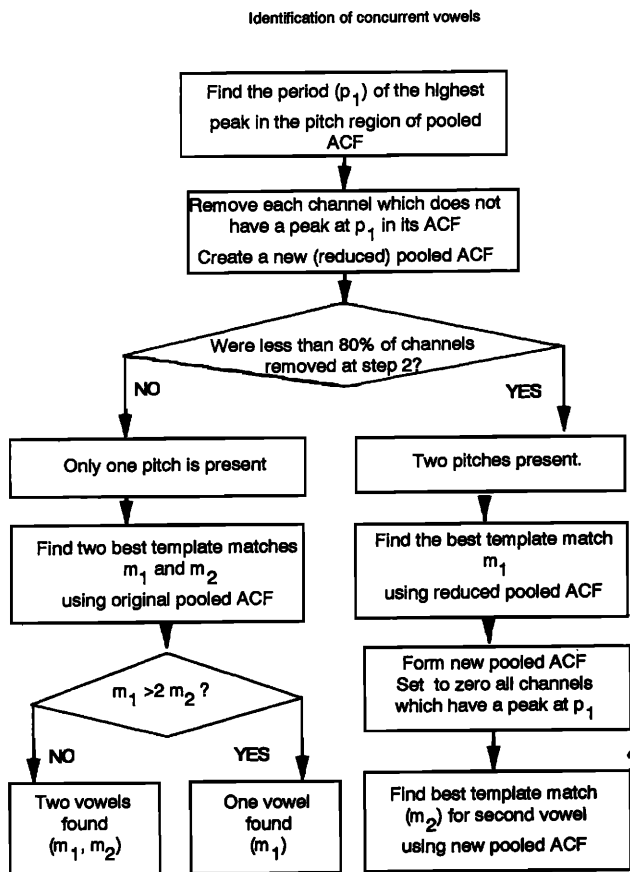 Identification of concurrent vowels
Find the period (p1) of the highest
peak in the pitch region of pooled
ACF
Remove each channel which does not
have a peak at p1 in its ACF
Create a new (reduced) pooled ACF
Were less than 80% of channels
removed at step 2?
NO
YES
Only one pitch is present
Two pitches present.
Find two best template matches
m1 and m2
using original pooled ACF
Find the best template match
m1
using reduced pooled ACF
m1 >2 m2 ?
Form new pooled ACF
Set to zero all channels
which have a peak at p1
NO
YES
Two vowels
found
(m1, m2)
One vowel
found
(m1)
Find best template match
(m2) for second vowel
using new pooled ACF